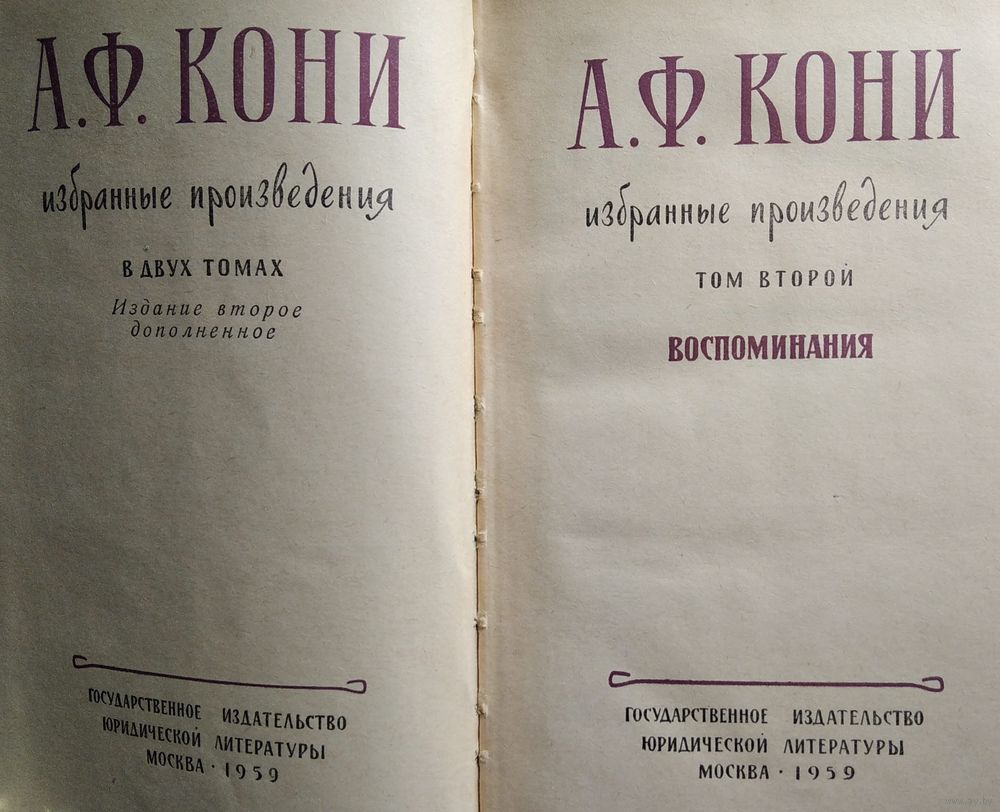 А.Ф. КОНИ
избранные произведения
В ДВУХ ТОМАХ
Издание второе
дополненное
ГОСУДАРСТВЕННОЕ ИЗДАТЕЛЬСТВО
ЮРИДИЧЕСКОЙ ЛИТЕРАТУРЫ
МОСКВА · 1959
А.Ф. КОНИ
избранные произведения
ТОМ ВТОРОЙ
ВОСПОМИНАНИЯ
ГОСУДАРСТВЕННОЕ ИЗДАТЕЛЬСТВО
ЮРИДИЧЕСКОЙ ЛИТЕРАТУРЫ
МОСКВА · 1959